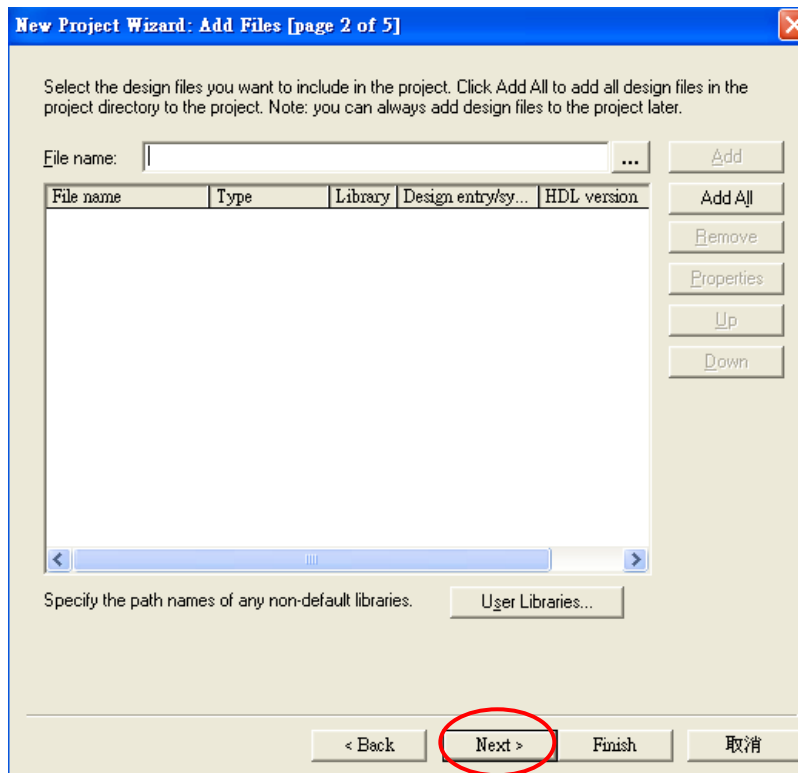 New Project Wizard: Add Files [page 2 of 5]
Select the design files you want to include in the project. Click Add All to add all design files in the
project directory to the project. Note: you can always add design files to the project later.
File name: ... Add
File name Type Library Design entry/sy... HDL version Add All
Remove
Properties
Up
Down
Specify the path names of any non-default libraries. User Libraries...
< Back Next > Finish 取消